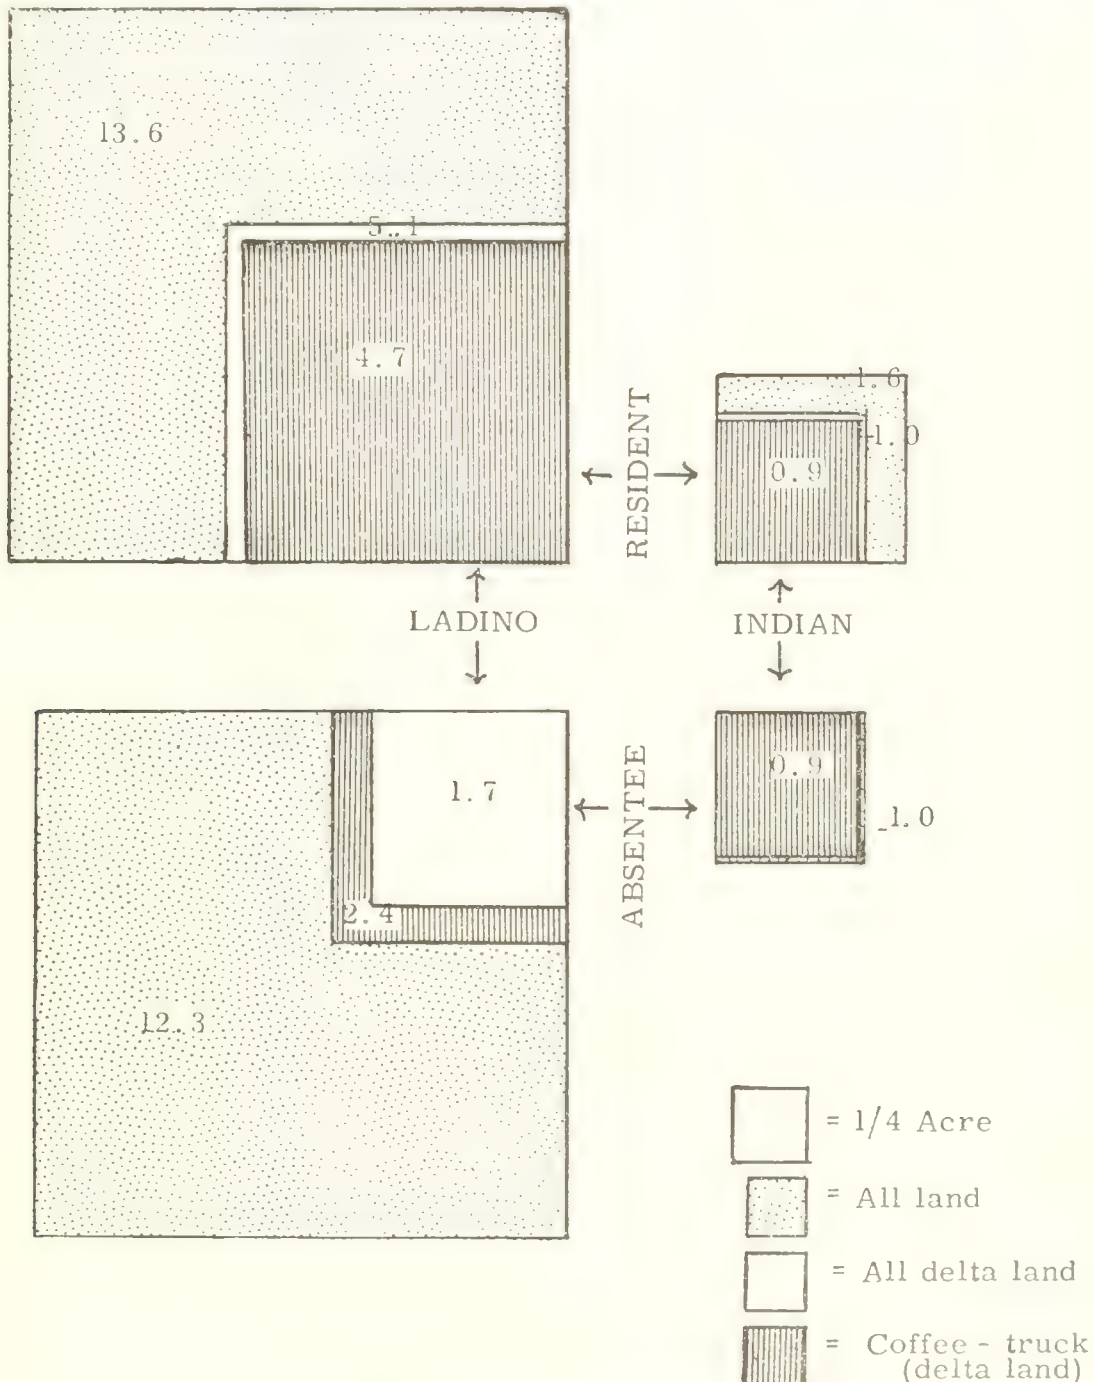 13.6
5.1
4.7
RESIDENT
1.6
1.0
0.9
LADINO
INDIAN
1.7
2.4
12.3
ABSENTEE
0.9
1.0
= 1/4 Acre
= All land
= All delta land
= Coffee - truck
(delta land)